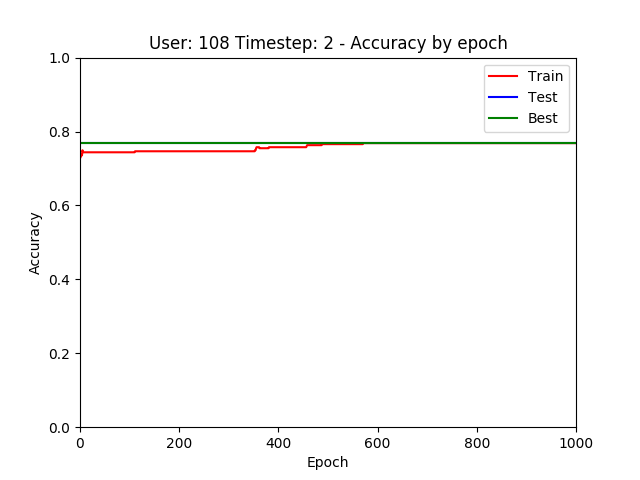 User: 108 Timestep: 2 - Accuracy by epoch
Train
Test
Best
1.0
0.8
0.6
0.4
0.2
0.0
Accuracy
0 200 400 600 800 1000
Epoch